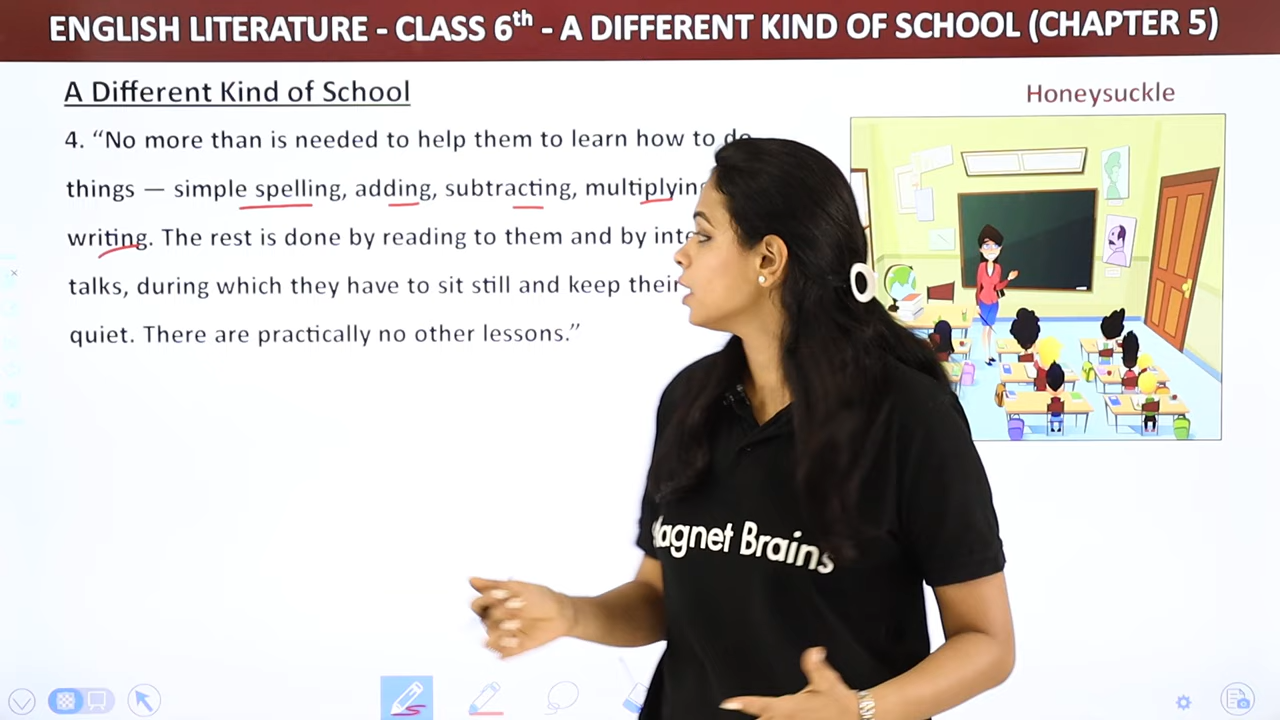 ENGLISH LITERATURE - CLASS 6th - A DIFFERENT KIND OF SCHOOL (CHAPTER 5)
A Different Kind of School
Honeysuckle
4. “No more than is needed to help them to learn how to do
things — simple spelling, adding, subtracting, multiplying
writing. The rest is done by reading to them and by
talks, during which they have to sit still and keep their
quiet. There are practically no other lessons.”
Magnet Brains